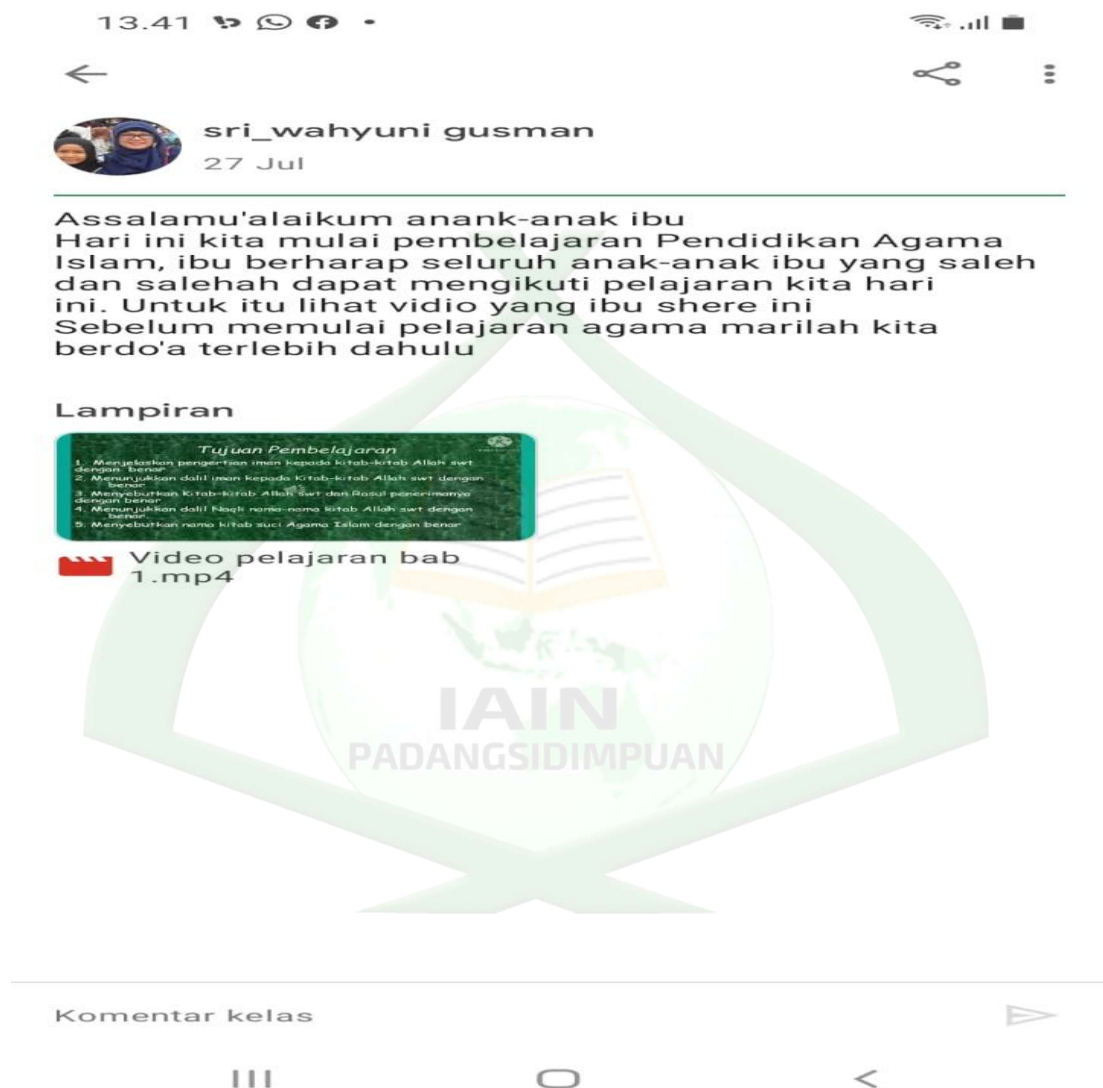 13.41
sri_wahyuni gusman
27 Jul
Assalamu'alaikum anank-anak ibu
Hari ini kita mulai pembelajaran Pendidikan Agama
Islam, ibu berharap seluruh anak-anak ibu yang saleh
dan salehah dapat mengikuti pelajaran kita hari
ini. Untuk itu lihat vidio yang ibu shere ini
Sebelum memulai pelajaran agama marilah kita
berdo'a terlebih dahulu
Lampiran
Tujuan Pembelajaran
1. Menjelaskan pengertian iman kepada kitab-kitab Allah swt
dengan benar
2. Menunjukkan dalil iman kepada Kitab-kitab Allah swt dengan
benar
3. Menyebutkan Kitab-kitab Allah Swt dan Rasul penerimanya
dengan benar
4. Menunjukkan dalil Naqli nama-nama kitab Allah swt dengan
benar.
5. Menyebutkan nama kitab suci Agama Islam dengan benar
Video pelajaran bab
1.mp4
IAIN
PADANGSIDIMPUAN
Komentar kelas